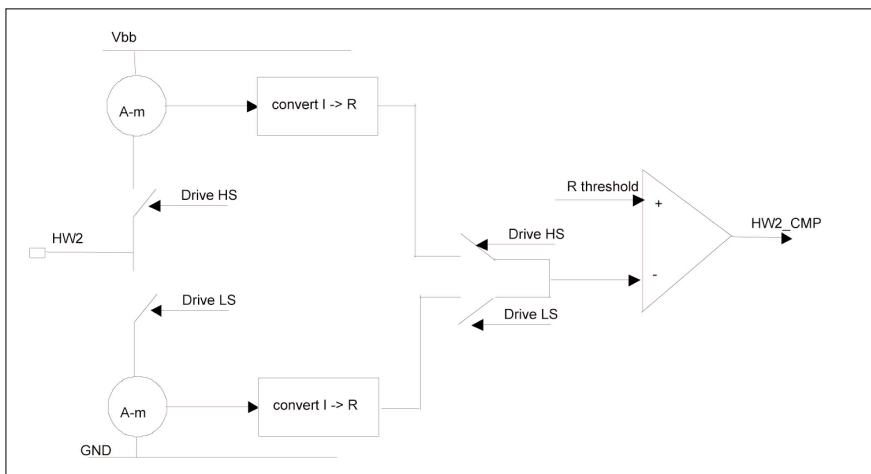 Vbb
A-m
convert I -> R
Drive HS
R threshold
+
HW2
Drive HS
HW2_CMP
-
Drive LS
Drive LS
A-m
convert I -> R
GND